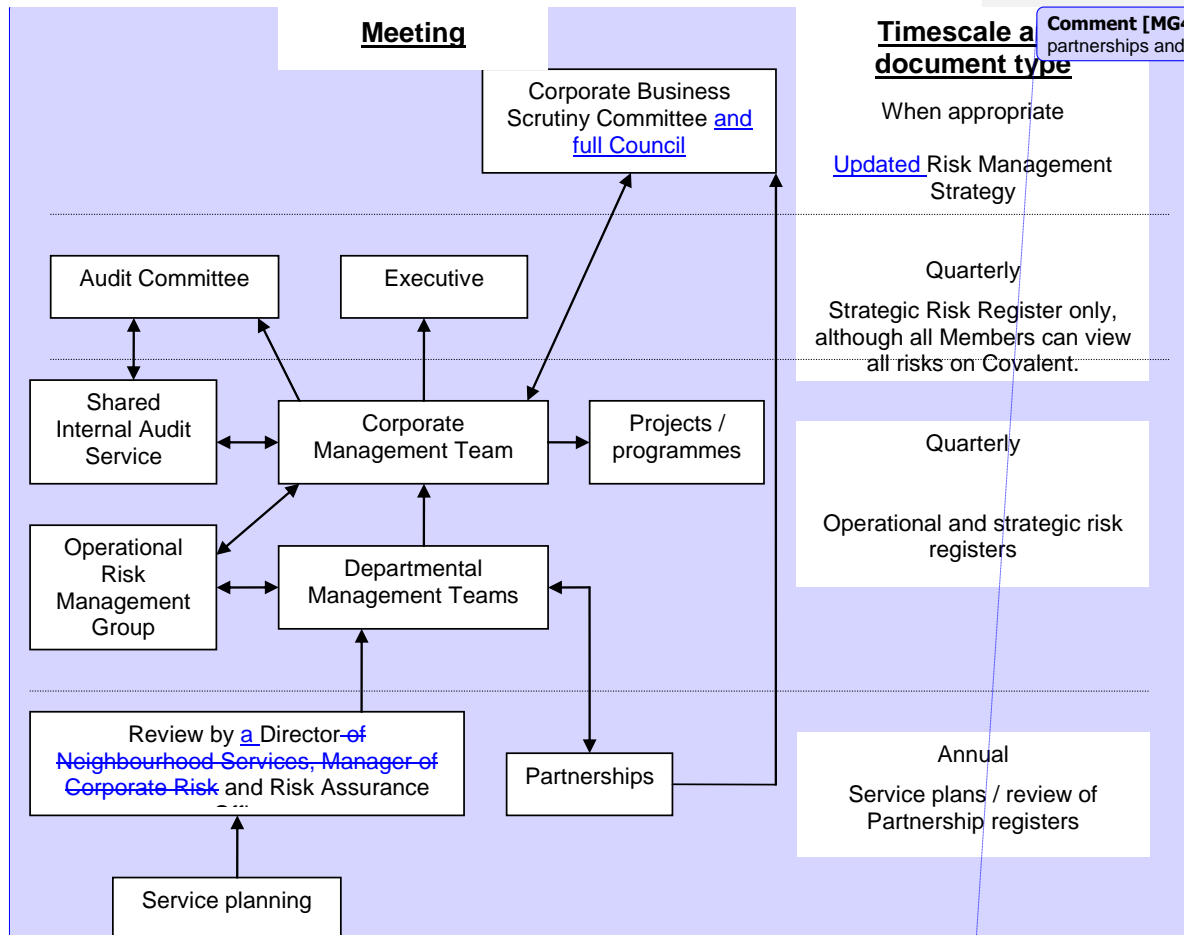 Meeting
Timescale a
document type
Comment [MG4
partnerships and
Corporate Business
Scrutiny Committee and
full Council
When appropriate
Updated Risk Management
Strategy
Audit Committee
Executive
Quarterly
Strategic Risk Register only,
although all Members can view
all risks on Covalent.
Shared
Internal Audit
Service
Corporate
Management Team
Projects /
programmes
Quarterly
Operational and strategic risk
registers
Operational
Risk
Management
Group
Departmental
Management Teams
Review by a Director of
Neighbourhood Services, Manager of
Corporate Risk and Risk Assurance
Partnerships
Annual
Service plans / review of
Partnership registers
Service planning